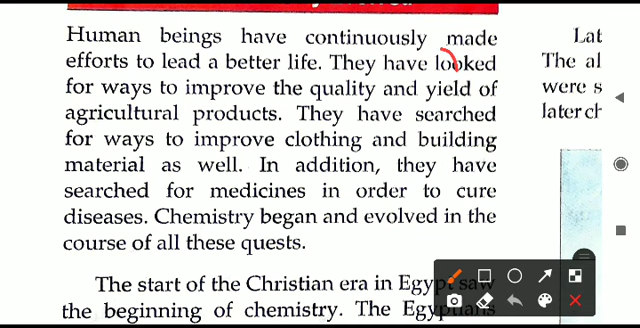 Human beings have continuously made
efforts to lead a better life. They have looked
for ways to improve the quality and yield of
agricultural products. They have searched
for ways to improve clothing and building
material as well. In addition, they have
searched for medicines in order to cure
diseases. Chemistry began and evolved in the
course of all these quests.
The start of the Christian era in Egypt saw
the beginning of chemistry. The Egyptians
Lat
The al
were s
later ch